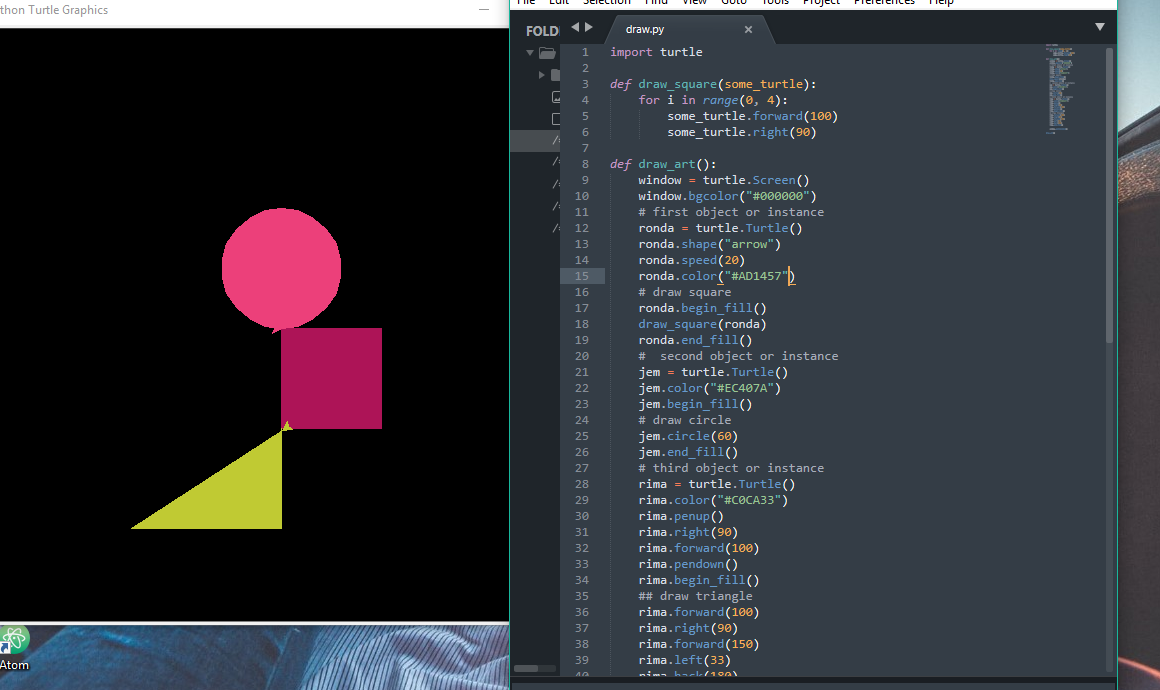 thon Turtle Graphics
File Edit Selection Find View Goto Tools Project Preferences Help
FOLD
draw.py ×
1 import turtle
2
3 def draw_square(some_turtle):
4     for i in range(0, 4):
5         some_turtle.forward(100)
6         some_turtle.right(90)
7
8 def draw_art():
9     window = turtle.Screen()
10     window.bgcolor("#000000")
11     # first object or instance
12     ronda = turtle.Turtle()
13     ronda.shape("arrow")
14     ronda.speed(20)
15     ronda.color("#AD1457")
16     # draw square
17     ronda.begin_fill()
18     draw_square(ronda)
19     ronda.end_fill()
20     #  second object or instance
21     jem = turtle.Turtle()
22     jem.color("#EC407A")
23     jem.begin_fill()
24     # draw circle
25     jem.circle(60)
26     jem.end_fill()
27     # third object or instance
28     rima = turtle.Turtle()
29     rima.color("#C0CA33")
30     rima.penup()
31     rima.right(90)
32     rima.forward(100)
33     rima.pendown()
34     rima.begin_fill()
35     ## draw triangle
36     rima.forward(100)
37     rima.right(90)
38     rima.forward(150)
39     rima.left(33)
40     rima.back(180)
Atom